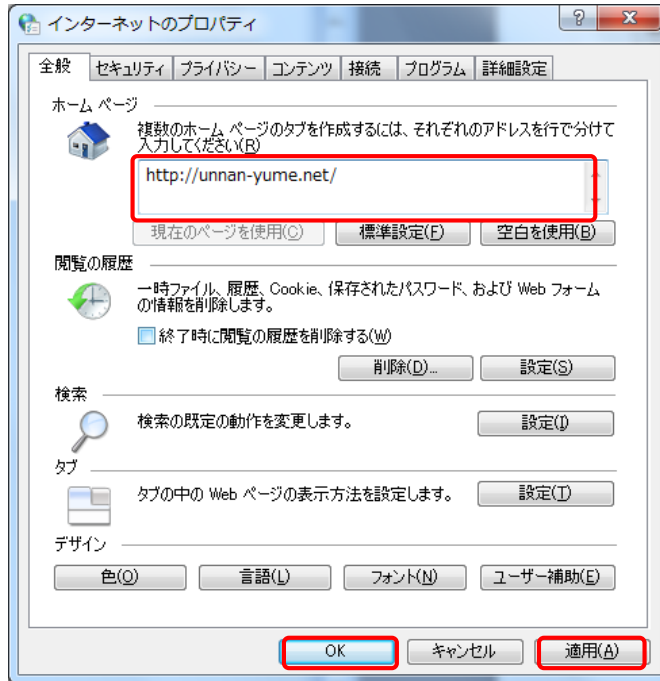 インターネットのプロパティ
全般 セキュリティ プライバシー コンテンツ 接続 プログラム 詳細設定
ホーム ページ
複数のホーム ページのタブを作成するには、それぞれのアドレスを行で分けて
入力してください(R)
http://unnan-yume.net/
現在のページを使用(C) 標準設定(F) 空白を使用(B)
閲覧の履歴
一時ファイル、履歴、Cookie、保存されたパスワード、および Web フォーム
の情報を削除します。
終了時に閲覧の履歴を削除する(W)
削除(D)... 設定(S)
検索
検索の既定の動作を変更します。 設定(I)
タブ
タブの中の Web ページの表示方法を設定します。 設定(T)
デザイン
色(O) 言語(L) フォント(N) ユーザー補助(E)
OK キャンセル 適用(A)